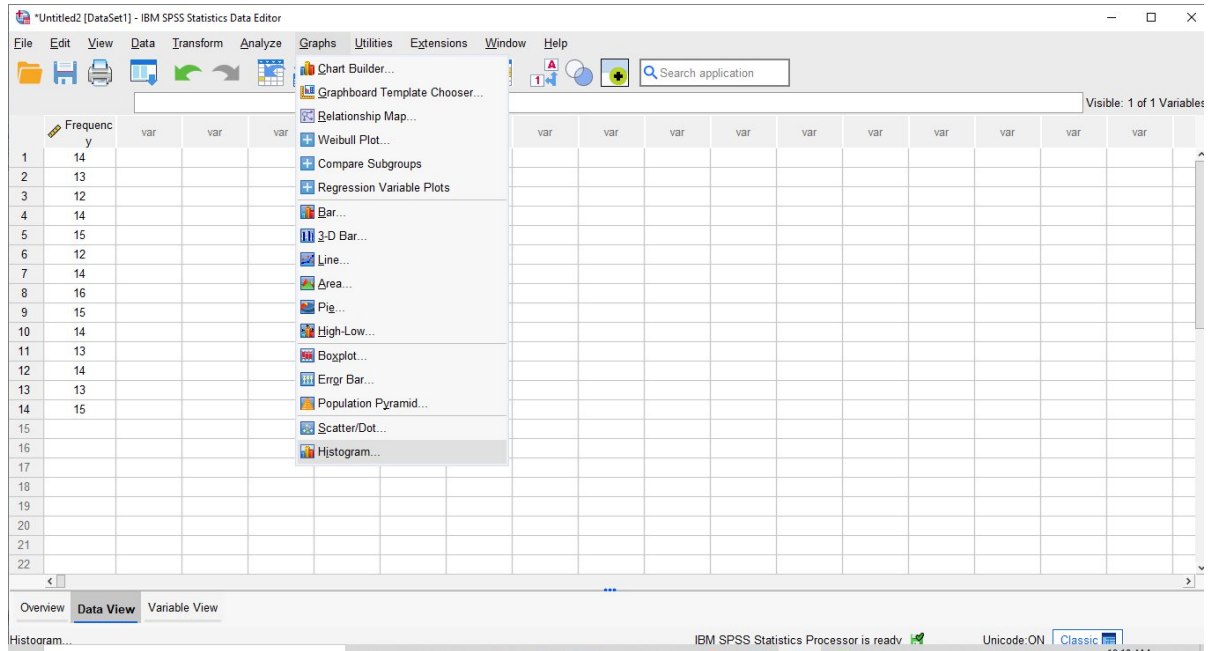 *Untitled2 [DataSet1] - IBM SPSS Statistics Data Editor
File Edit View Data Transform Analyze Graphs Utilities Extensions Window Help
Search application
Visible: 1 of 1 Variables
Frequenc
y
var var var var var var var var var var var var var
Chart Builder...
Graphboard Template Chooser...
Relationship Map...
Weibull Plot...
Compare Subgroups
Regression Variable Plots
Bar...
3-D Bar...
Line...
Area...
Pie...
High-Low...
Boxplot...
Error Bar...
Population Pyramid...
Scatter/Dot...
Histogram...
1 14
2 13
3 12
4 14
5 15
6 12
7 14
8 16
9 15
10 14
11 13
12 14
13 13
14 15
15
16
17
18
19
20
21
22
Overview Data View Variable View
Histogram... IBM SPSS Statistics Processor is ready Unicode:ON Classic